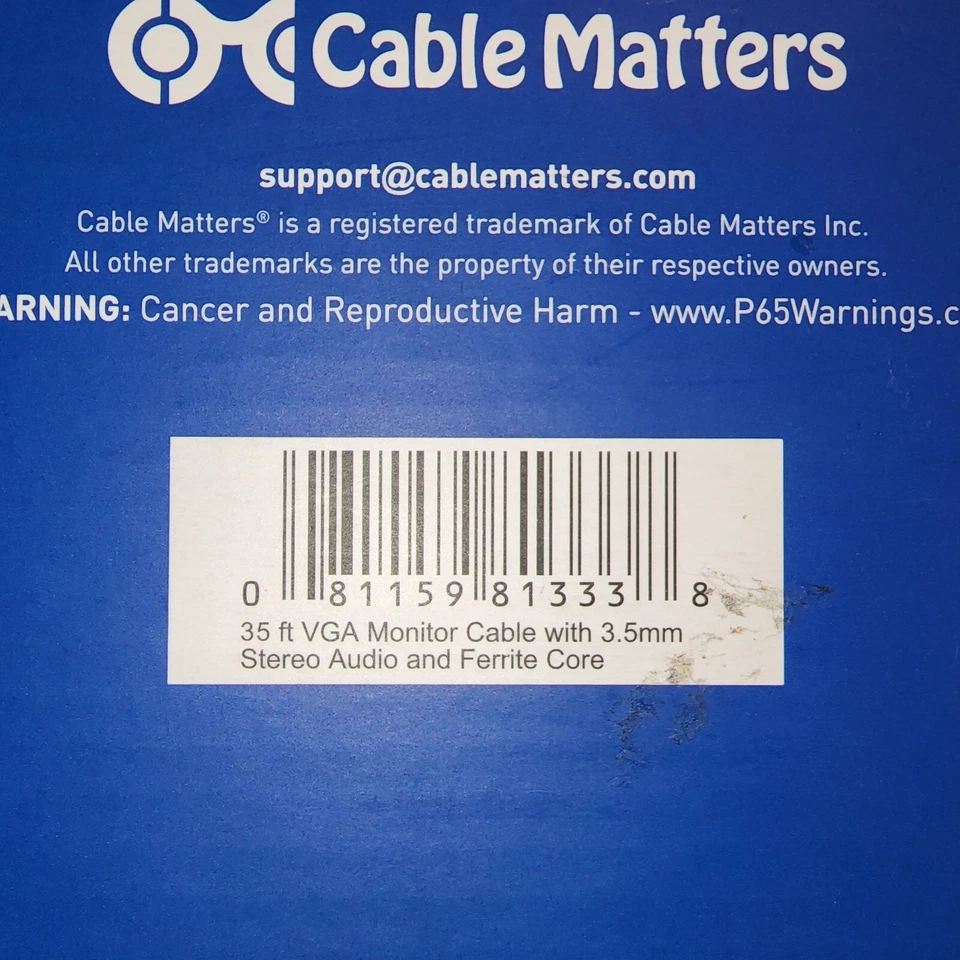 Cable Matters
support@cablematters.com
Cable Matters® is a registered trademark of Cable Matters Inc.
All other trademarks are the property of their respective owners.
ARNING: Cancer and Reproductive Harm - www.P65Warnings.c
0 81159 81333 8
35 ft VGA Monitor Cable with 3.5mm
Stereo Audio and Ferrite Core